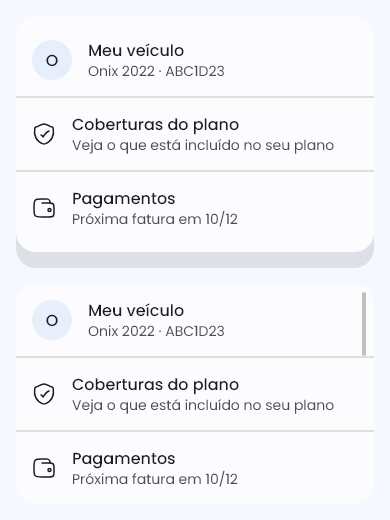 O
Meu veículo
Onix 2022 · ABC1D23
Coberturas do plano
Veja o que está incluído no seu plano
Pagamentos
Próxima fatura em 10/12
O
Meu veículo
Onix 2022 · ABC1D23
Coberturas do plano
Veja o que está incluído no seu plano
Pagamentos
Próxima fatura em 10/12